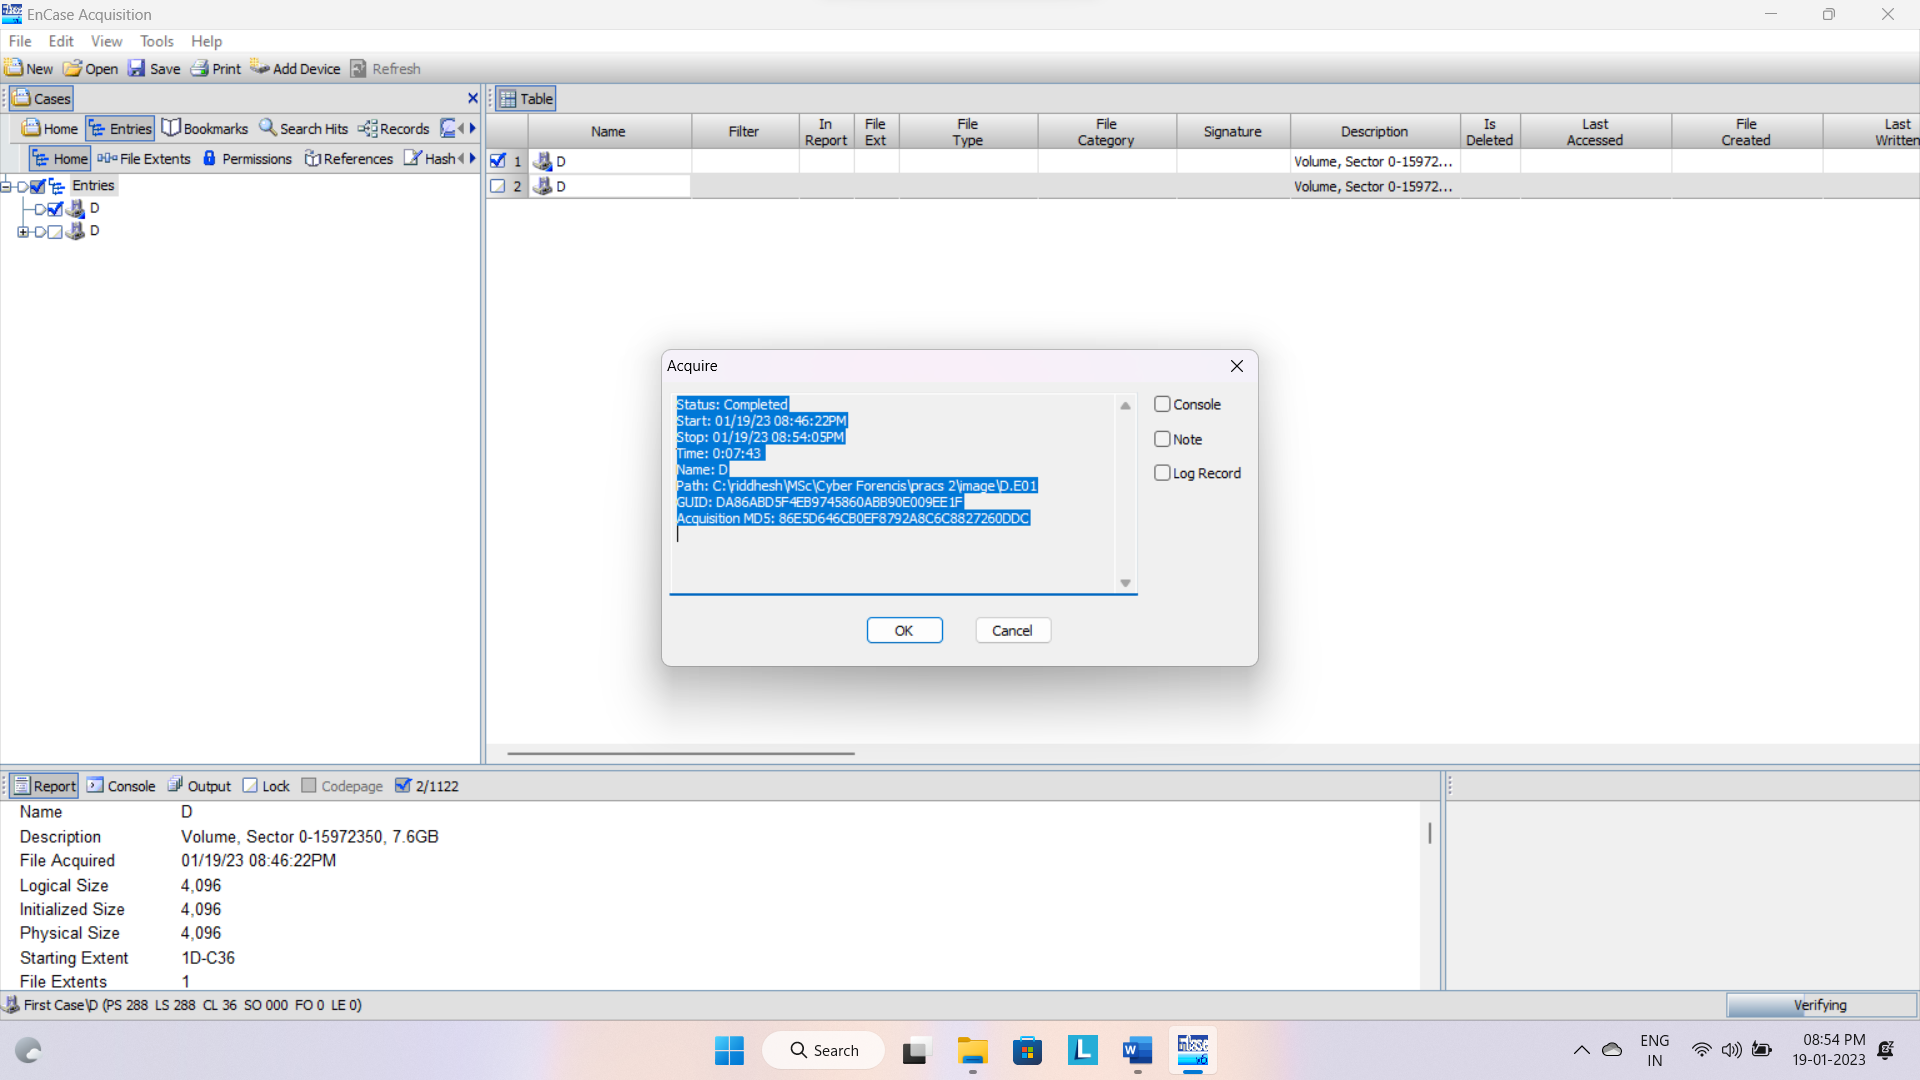 EnCase Acquisition
File Edit View Tools Help
New Open Save Print Add Device Refresh
Cases
Home Entries Bookmarks Search Hits Records
Home File Extents Permissions References Hash
Entries
D
D
Table
Name Filter In Report File Ext File Type File Category Signature Description Is Deleted Last Accessed File Created Last Written
1 D Volume, Sector 0-15972...
2 D Volume, Sector 0-15972...
Acquire
Status: Completed
Start: 01/19/23 08:46:22PM
Stop: 01/19/23 08:54:05PM
Time: 0:07:43
Name: D
Path: C:\riddhesh\MSc\Cyber Forencis\pracs 2\image\D.E01
GUID: DA86ABD5F4EB9745860ABB90E009EE1F
Acquisition MD5: 86E5D646CB0EF8792A8C6C8827260DDC
Console
Note
Log Record
OK Cancel
Report Console Output Lock Codepage 2/1122
Name D
Description Volume, Sector 0-15972350, 7.6GB
File Acquired 01/19/23 08:46:22PM
Logical Size 4,096
Initialized Size 4,096
Physical Size 4,096
Starting Extent 1D-C36
File Extents 1
First Case\D (PS 288 LS 288 CL 36 SO 000 FO 0 LE 0)
Verifying
Search
ENG
IN
08:54 PM
19-01-2023